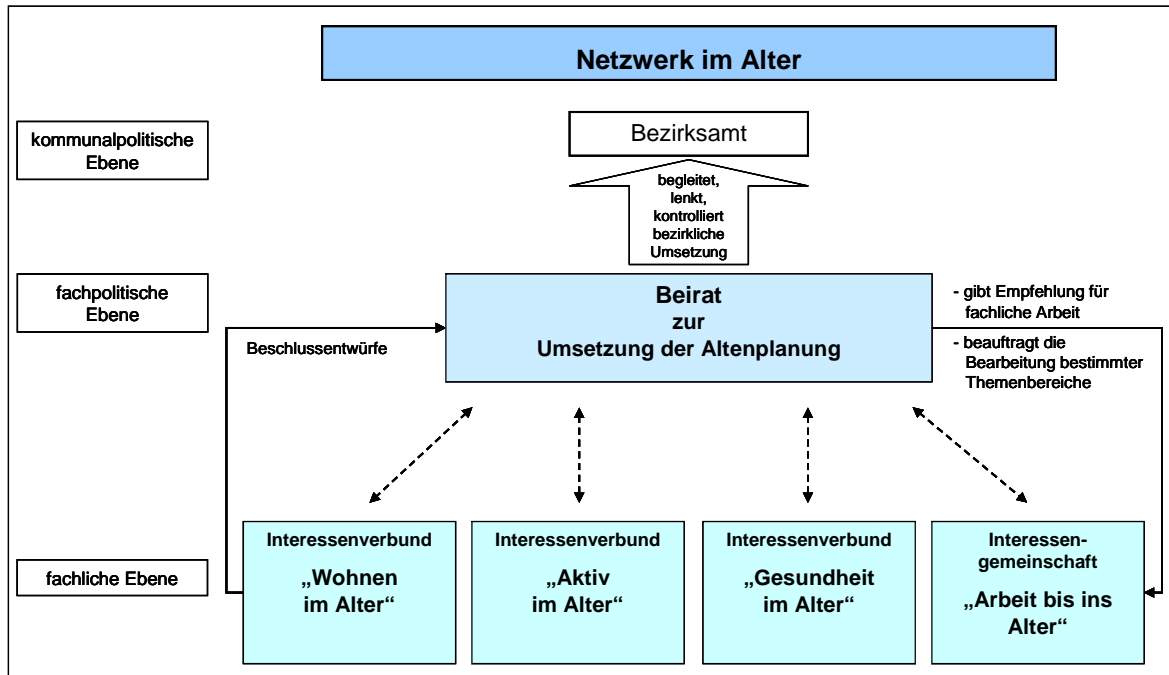 Netzwerk im Alter
kommunalpolitische
Ebene
Bezirksamt
begleitet,
lenkt,
kontrolliert
bezirkliche
Umsetzung
fachpolitische
Ebene
Beirat
zur
Umsetzung der Altenplanung
Beschlussentwürfe
- gibt Empfehlung für
fachliche Arbeit
- beauftragt die
Bearbeitung bestimmter
Themenbereiche
fachliche Ebene
Interessenverbund
„Wohnen
im Alter“
Interessenverbund
„Aktiv
im Alter“
Interessenverbund
„Gesundheit
im Alter“
Interessen-
gemeinschaft
„Arbeit bis ins
Alter“